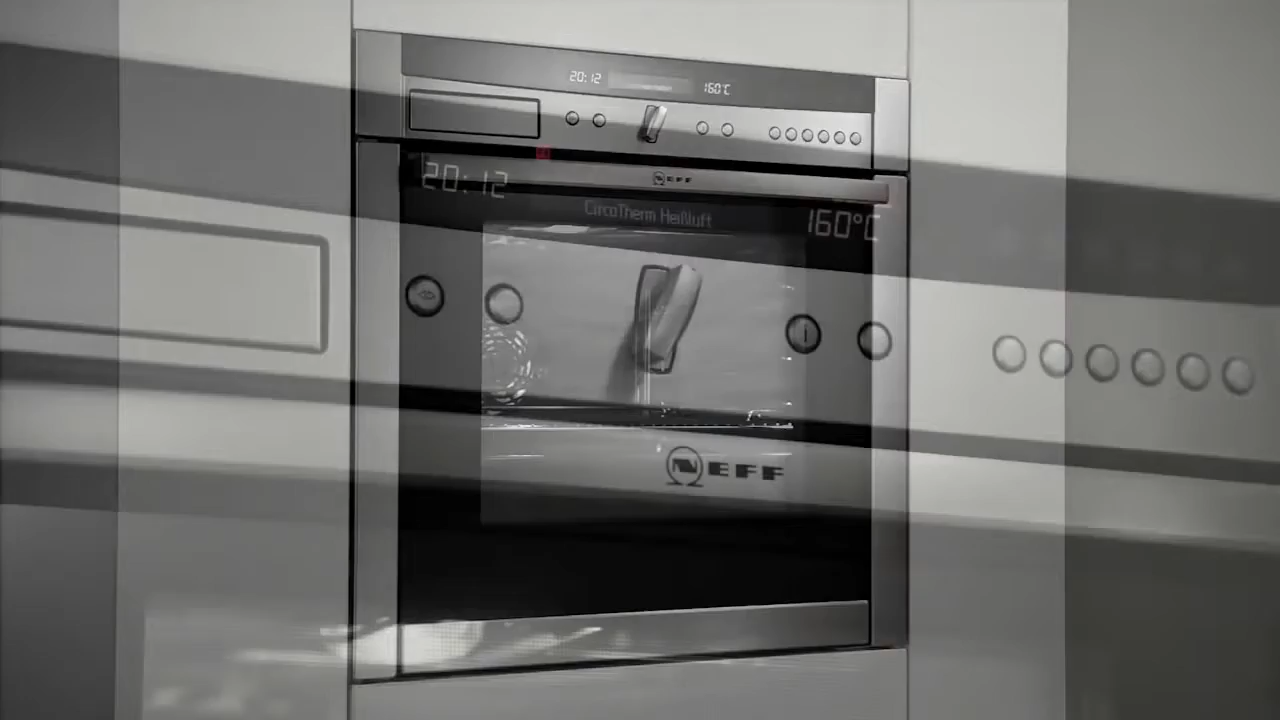 20:12 160°C
NEFF
20:12
CircoTherm Heißluft
160°C
NEFF